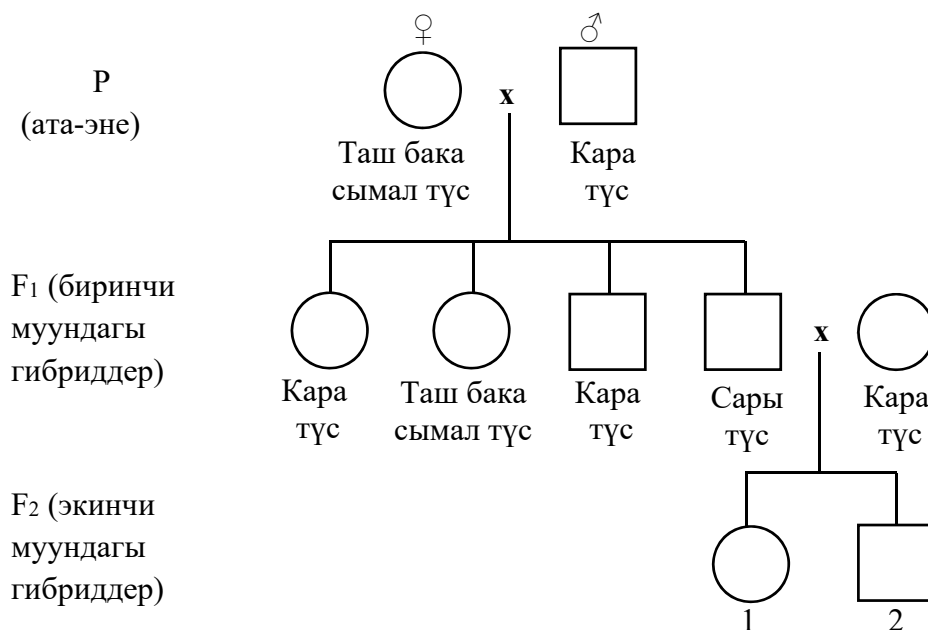 ♀ ♂
P
(ата-эне)
x
Таш бака
сымал түс
Кара
түс
F1 (биринчи
муундагы
гибриддер)
x
Кара
түс
Таш бака
сымал түс
Кара
түс
Сары
түс
Кара
түс
F2 (экинчи
муундагы
гибриддер)
1 2